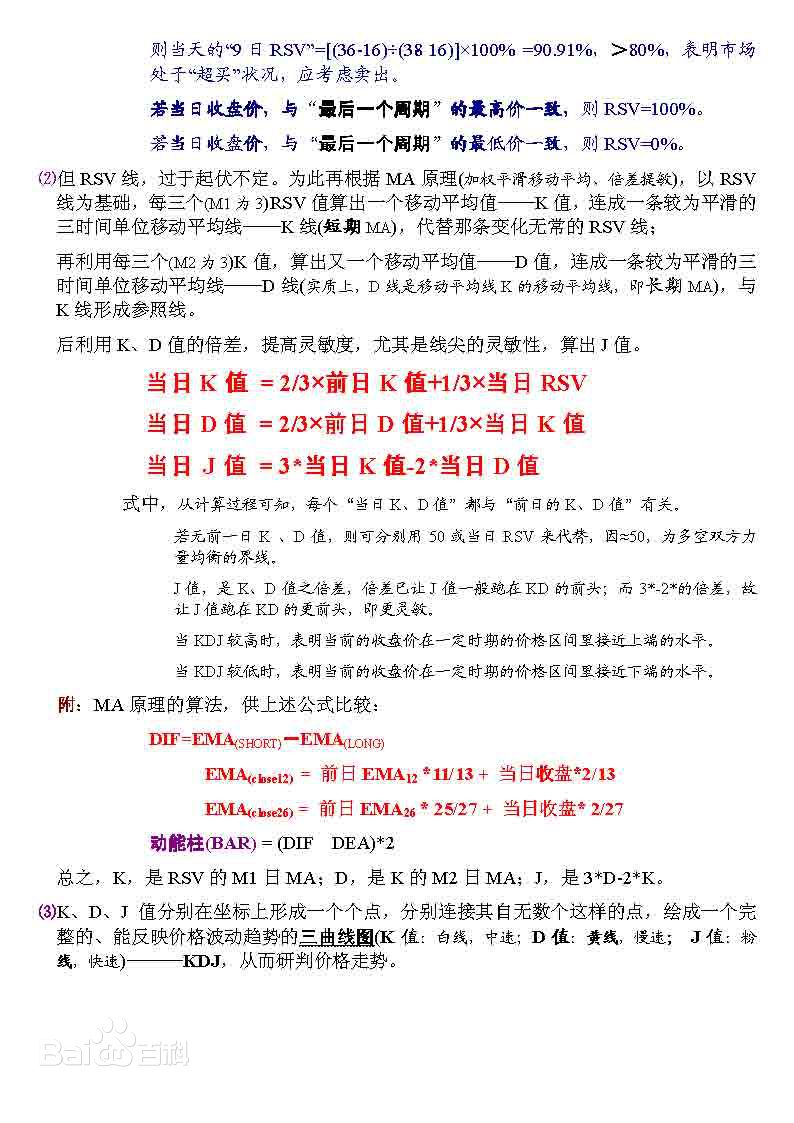 则当天的“9 日 RSV”=[(36-16)÷(38 16)]×100% =90.91%，＞80%，表明市场
处于“超买”状况，应考虑卖出。
若当日收盘价，与“最后一个周期”的最高价一致，则 RSV=100%。
若当日收盘价，与“最后一个周期”的最低价一致，则 RSV=0%。
⑵但 RSV 线，过于起伏不定。为此再根据 MA 原理(加权平滑移动平均、倍差提敏)，以 RSV
线为基础，每三个(M1 为 3)RSV 值算出一个移动平均值——K 值，连成一条较为平滑的
三时间单位移动平均线——K 线(短期 MA)，代替那条变化无常的 RSV 线；
再利用每三个(M2 为 3)K 值，算出又一个移动平均值——D 值，连成一条较为平滑的三
时间单位移动平均线——D 线(实质上，D 线是移动平均线 K 的移动平均线，即长期 MA)，与
K 线形成参照线。
后利用 K、D 值的倍差，提高灵敏度，尤其是线尖的灵敏性，算出 J 值。
当日 K 值 = 2/3×前日 K 值+1/3×当日 RSV
当日 D 值 = 2/3×前日 D 值+1/3×当日 K 值
当日 J 值 = 3*当日 K 值-2*当日 D 值
式中，从计算过程可知，每个“当日 K、D 值”都与“前日的 K、D 值”有关。
若无前一日 K 、D 值，则可分别用 50 或当日 RSV 来代替，因≈50，为多空双方力
量均衡的界线。
J 值，是 K、D 值之倍差，倍差已让 J 值一般跑在 KD 的前头；而 3*-2*的倍差，故
让 J 值跑在 KD 的更前头，即更灵敏。
当 KDJ 较高时，表明当前的收盘价在一定时期的价格区间里接近上端的水平。
当 KDJ 较低时，表明当前的收盘价在一定时期的价格区间里接近下端的水平。
附：MA 原理的算法，供上述公式比较：
DIF=EMA(SHORT)－EMA(LONG)
EMA(close12) = 前日 EMA12 *11/13 + 当日收盘*2/13
EMA(close26) = 前日 EMA26 * 25/27 + 当日收盘* 2/27
动能柱(BAR) = (DIF DEA)*2
总之，K，是 RSV 的 M1 日 MA；D，是 K 的 M2 日 MA；J，是 3*D-2*K。
⑶K、D、J 值分别在坐标上形成一个个点，分别连接其自无数个这样的点，绘成一个完
整的、能反映价格波动趋势的三曲线图(K 值：白线，中速；D 值：黄线，慢速； J 值：粉
线，快速)———KDJ，从而研判价格走势。
Bai百科